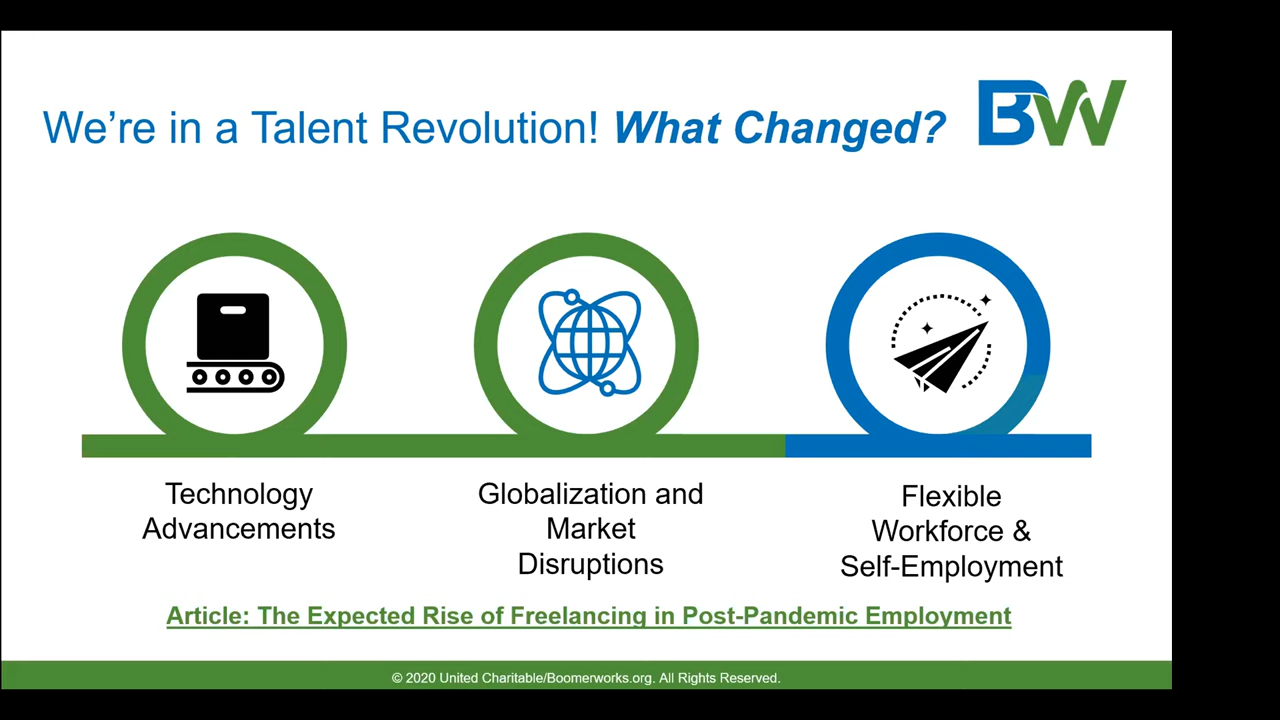 We're in a Talent Revolution! What Changed?
BW
Technology
Advancements
Globalization and
Market
Disruptions
Flexible
Workforce &
Self-Employment
Article: The Expected Rise of Freelancing in Post-Pandemic Employment
© 2020 United Charitable/Boomerworks.org. All Rights Reserved.